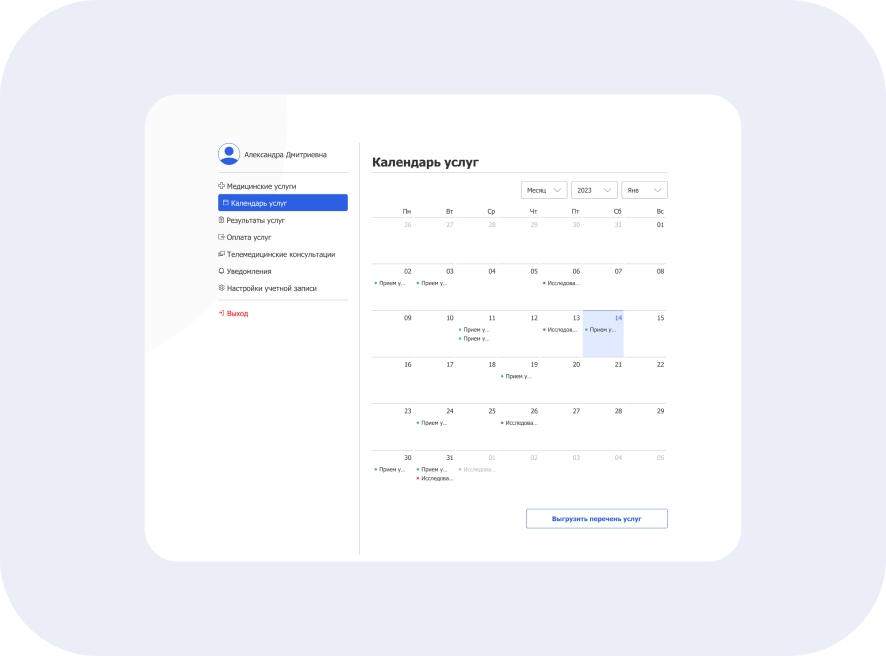 Александра Дмитриевна
Медицинские услуги
Календарь услуг
Результаты услуг
Оплата услуг
Телемедицинские консультации
Уведомления
Настройки учетной записи
Выход
Календарь услуг
Месяц 2023 Янв
Пн Вт Ср Чт Пт Сб Вс
26 27 28 29 30 31 01
02 03 04 05 06 07 08
Прием у... Прием у... Исследова...
09 10 11 12 13 14 15
Прием у... Исследов... Прием у...
Прием у...
16 17 18 19 20 21 22
Прием у...
23 24 25 26 27 28 29
Прием у... Исследова...
30 31 01 02 03 04 05
Прием у... Прием у... Исследова...
Исследова...
Выгрузить перечень услуг